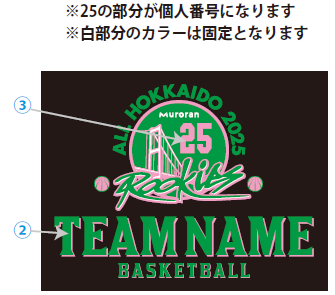 ※25の部分が個人番号になります
※白部分のカラーは固定となります
③
ALL HOKKAIDO 2025
Muroran
25
Rookies
②
TEAM NAME
BASKETBALL